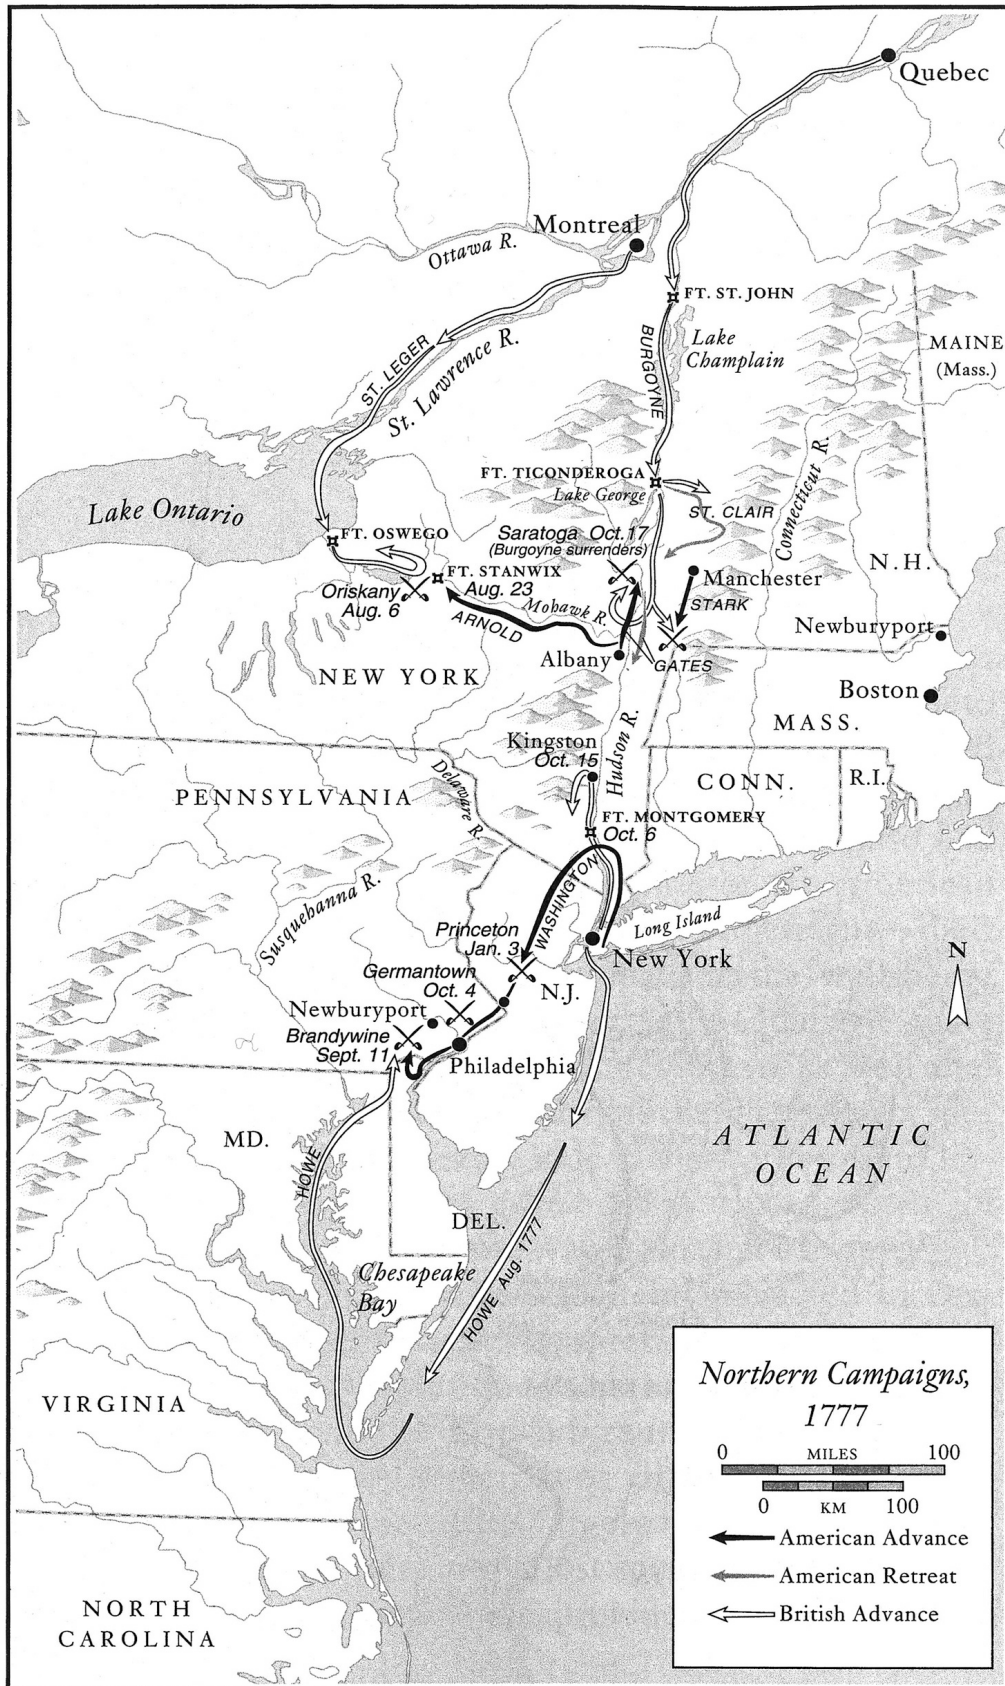 Quebec
Montreal
Ottawa R.
FT. ST. JOHN
Lake
Champlain
MAINE
(Mass.)
BURGOYNE
ST. LEGER
St. Lawrence R.
Connecticut R.
FT. TICONDEROGA
Lake George
ST. CLAIR
Lake Ontario
FT. OSWEGO
Saratoga Oct.17
(Burgoyne surrenders)
N.H.
FT. STANWIX
Aug. 23
Oriskany
Aug. 6
Manchester
STARK
Mohawk R.
ARNOLD
Newburyport
Albany
GATES
NEW YORK
Boston
MASS.
Hudson R.
Kingston
Oct. 15
CONN.
R.I.
Delaware R.
PENNSYLVANIA
FT. MONTGOMERY
Oct. 6
WASHINGTON
Susquehanna R.
Long Island
Princeton
Jan. 3
New York
N
Germantown
Oct. 4
N.J.
Newburyport
Brandywine
Sept. 11
Philadelphia
MD.
ATLANTIC
OCEAN
HOWE
DEL.
HOWE Aug. 1777
Chesapeake
Bay
VIRGINIA
NORTH
CAROLINA
Northern Campaigns,
1777
0 MILES 100
0 KM 100
American Advance
American Retreat
British Advance